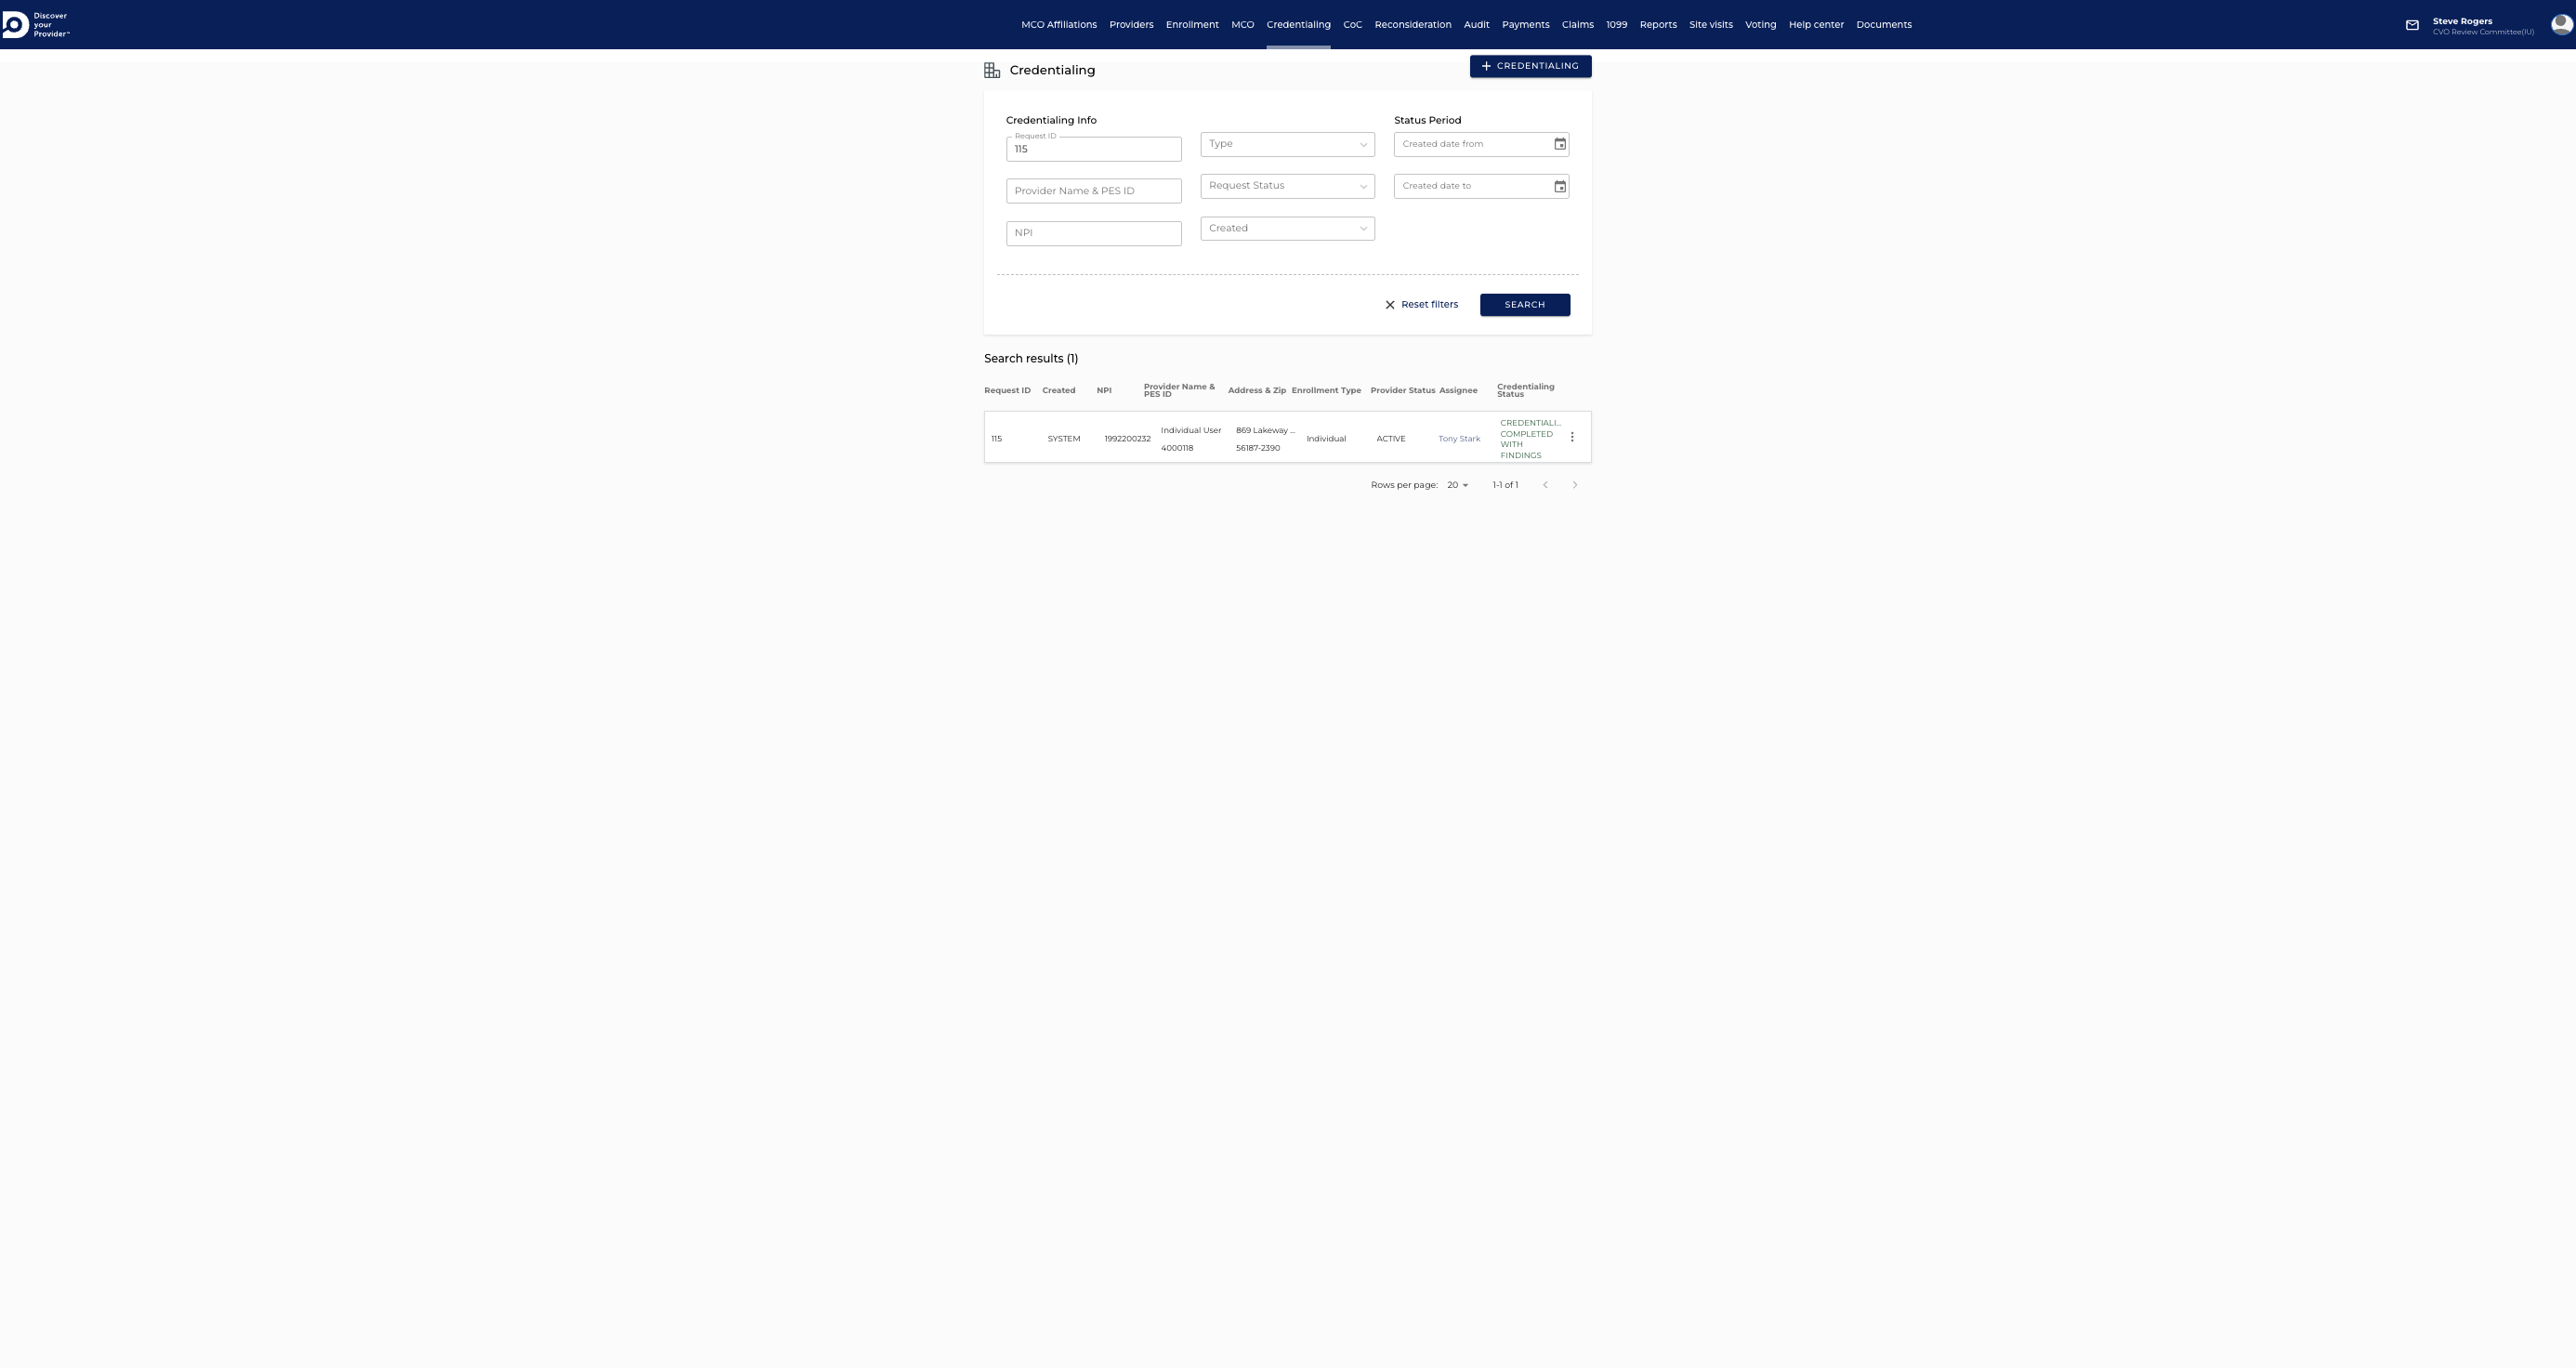 Discover
your
Provider™
MCO Affiliations Providers Enrollment MCO Credentialing CoC Reconsideration Audit Payments Claims 1099 Reports Site visits Voting Help center Documents
Steve Rogers
CVO Review Committee(IU)
Credentialing
CREDENTIALING
Credentialing Info
Status Period
Request ID
115
Type
Created date from
Provider Name & PES ID
Request Status
Created date to
NPI
Created
Reset filters
SEARCH
Search results (1)
Request ID Created NPI Provider Name & PES ID Address & Zip Enrollment Type Provider Status Assignee Credentialing Status
115 SYSTEM 1992200232 Individual User 869 Lakeway ... Individual ACTIVE Tony Stark CREDENTIALI...
4000118 56187-2390 COMPLETED
WITH
FINDINGS
Rows per page: 20 1-1 of 1